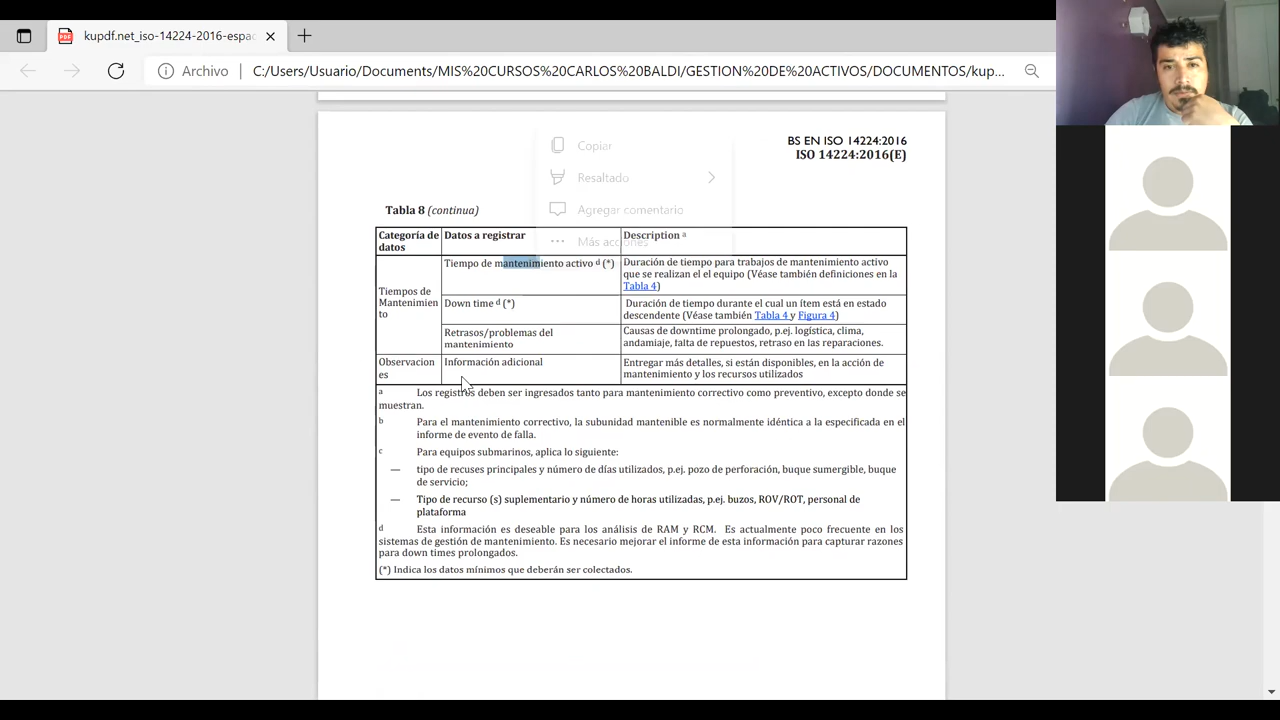 kupdf.net_iso-14224-2016-espac
Archivo
C:/Users/Usuario/Documents/MIS%20CURSOS%20CARLOS%20BALDI/GESTION%20DE%20ACTIVOS/DOCUMENTOS/kup...
BS EN ISO 14224:2016
ISO 14224:2016(E)
Copiar
Resaltado
Agregar comentario
Más acciones
Tabla 8 (continua)
Categoría de datos
Datos a registrar
Description a
Tiempos de
Mantenimien
to
Tiempo de mantenimiento activo d (*)
Duración de tiempo para trabajos de mantenimiento activo
que se realizan el el equipo (Véase también definiciones en la
Tabla 4)
Down time d (*)
Duración de tiempo durante el cual un ítem está en estado
descendente (Véase también Tabla 4 y Figura 4)
Retrasos/problemas del
mantenimiento
Causas de downtime prolongado, p.ej. logística, clima,
andamiaje, falta de repuestos, retraso en las reparaciones.
Observacion
es
Información adicional
Entregar más detalles, si están disponibles, en la acción de
mantenimiento y los recursos utilizados
a Los registros deben ser ingresados tanto para mantenimiento correctivo como preventivo, excepto donde se
muestran.
b Para el mantenimiento correctivo, la subunidad mantenible es normalmente idéntica a la especificada en el
informe de evento de falla.
c Para equipos submarinos, aplica lo siguiente:
— tipo de recuses principales y número de días utilizados, p.ej. pozo de perforación, buque sumergible, buque
de servicio;
— Tipo de recurso (s) suplementario y número de horas utilizadas, p.ej. buzos, ROV/ROT, personal de
plataforma
d Esta información es deseable para los análisis de RAM y RCM. Es actualmente poco frecuente en los
sistemas de gestión de mantenimiento. Es necesario mejorar el informe de esta información para capturar razones
para down times prolongados.
(*) Indica los datos mínimos que deberán ser colectados.